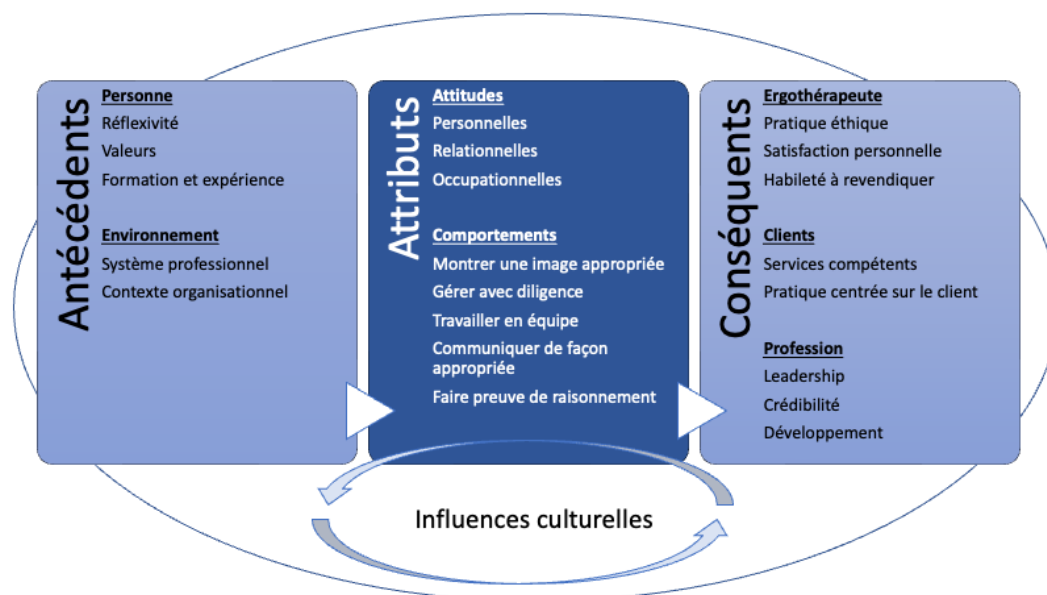 Antécédents
Personne
Réflexivité
Valeurs
Formation et expérience
Environnement
Système professionnel
Contexte organisationnel
Attributs
Attitudes
Personnelles
Relationnelles
Occupationnelles
Comportements
Montrer une image appropriée
Gérer avec diligence
Travailler en équipe
Communiquer de façon
appropriée
Faire preuve de raisonnement
Conséquents
Ergothérapeute
Pratique éthique
Satisfaction personnelle
Habileté à revendiquer
Clients
Services compétents
Pratique centrée sur le client
Profession
Leadership
Crédibilité
Développement
Influences culturelles